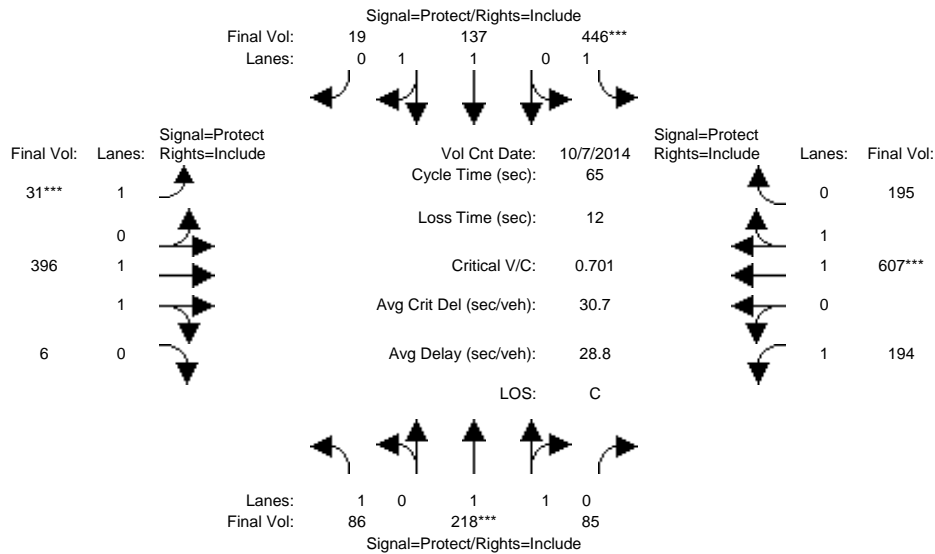 Signal=Protect/Rights=Include
Final Vol: 19 137 446***
Lanes: 0 1 1 0 1
Signal=Protect Signal=Protect
Final Vol: Lanes: Rights=Include Vol Cnt Date: 10/7/2014 Rights=Include Lanes: Final Vol:
Cycle Time (sec): 65
31*** 1 0 195
Loss Time (sec): 12
0 1
396 1 Critical V/C: 0.701 1 607***
1 Avg Crit Del (sec/veh): 30.7 0
6 0 Avg Delay (sec/veh): 28.8 1 194
LOS: C
Lanes: 1 0 1 1 0
Final Vol: 86 218*** 85
Signal=Protect/Rights=Include